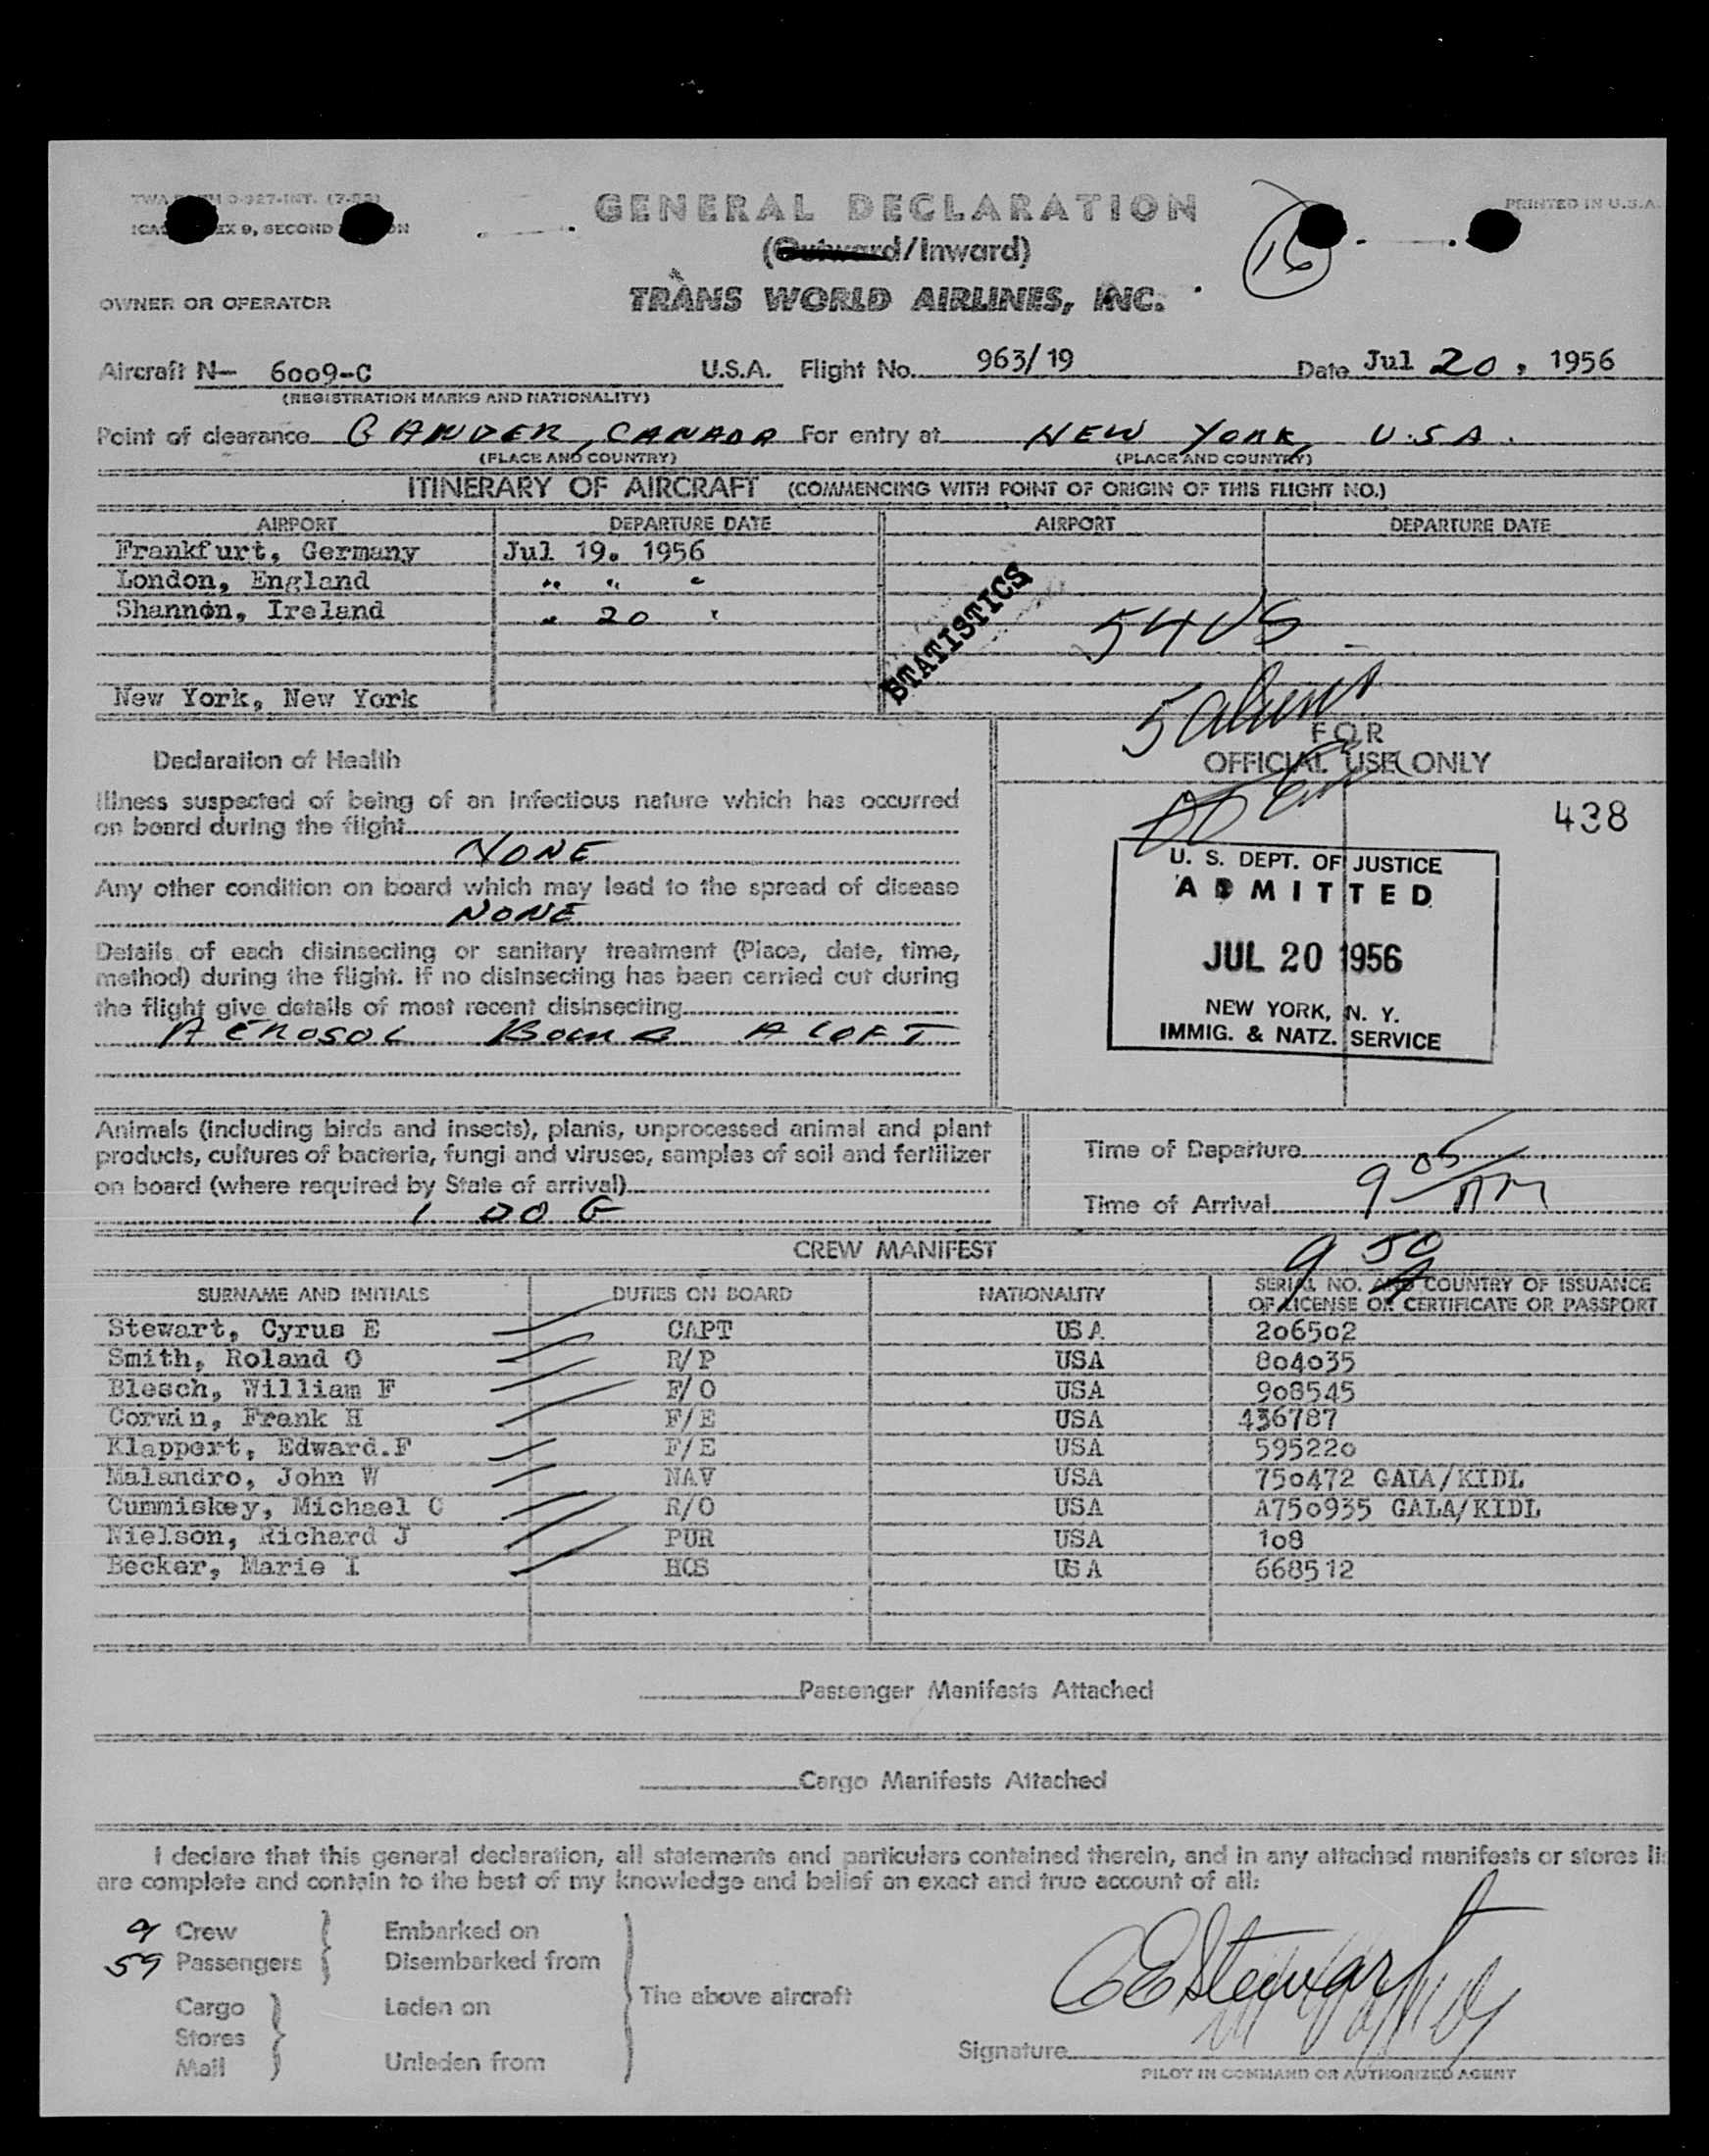 GENERAL DECLARATION
PRINTED IN U.S.A.
9, SECOND
(Outward/Inward)
16
OWNER OR OPERATOR
TRANS WORLD AIRLINES, INC.
Aircraft N- 6009-C U.S.A. Flight No. 963/19 Date Jul 20, 1956
(REGISTRATION MARKS AND NATIONALITY)
Point of clearance GANDER, CANADA For entry at NEW YORK, U.S.A.
(PLACE AND COUNTRY) (PLACE AND COUNTRY)
ITINERARY OF AIRCRAFT (COMMENCING WITH POINT OF ORIGIN OF THIS FLIGHT NO.)
AIRPORT DEPARTURE DATE AIRPORT DEPARTURE DATE
Frankfurt, Germany Jul 19. 1956
London, England " " "
Shannon, Ireland " 20 "
STATISTICS
54 US
New York, New York
5 aliens
Declaration of Health
FOR
OFFICIAL USE ONLY
Illness suspected of being of an infectious nature which has occurred
on board during the flight
438
NONE
Any other condition on board which may lead to the spread of disease
NONE
Details of each disinsecting or sanitary treatment (Place, date, time,
method) during the flight. If no disinsecting has been carried out during
the flight give details of most recent disinsecting
AEROSOL BOMB ALOFT
U. S. DEPT. OF JUSTICE
ADMITTED
JUL 20 1956
NEW YORK, N. Y.
IMMIG. & NATZ. SERVICE
Animals (including birds and insects), plants, unprocessed animal and plant
products, cultures of bacteria, fungi and viruses, samples of soil and fertilizer
on board (where required by State of arrival)
1 DOG
Time of Departure
Time of Arrival 9 05 AM
9 50
CREW MANIFEST
SURNAME AND INITIALS DUTIES ON BOARD NATIONALITY SERIAL NO. AND COUNTRY OF ISSUANCE
OF LICENSE OR CERTIFICATE OR PASSPORT
Stewart, Cyrus E CAPT USA 206502
Smith, Roland O R/P USA 804035
Blesch, William F F/O USA 908545
Corwin, Frank H F/E USA 436787
Klappert, Edward.F F/E USA 595220
Malandro, John W NAV USA 750472 GAIA/KIDL
Cummiskey, Michael C R/O USA A750935 GALA/KIDL
Nielson, Richard J PUR USA 108
Becker, Marie I HOS USA 668512
Passenger Manifests Attached
Cargo Manifests Attached
I declare that this general declaration, all statements and particulars contained therein, and in any attached manifests or stores li
are complete and contain to the best of my knowledge and belief an exact and true account of all:
9 Crew Embarked on
59 Passengers Disembarked from
The above aircraft
Cargo Laden on
Stores
Mail Unladen from
CEStewart
Signature
PILOT IN COMMAND OR AUTHORIZED AGENT